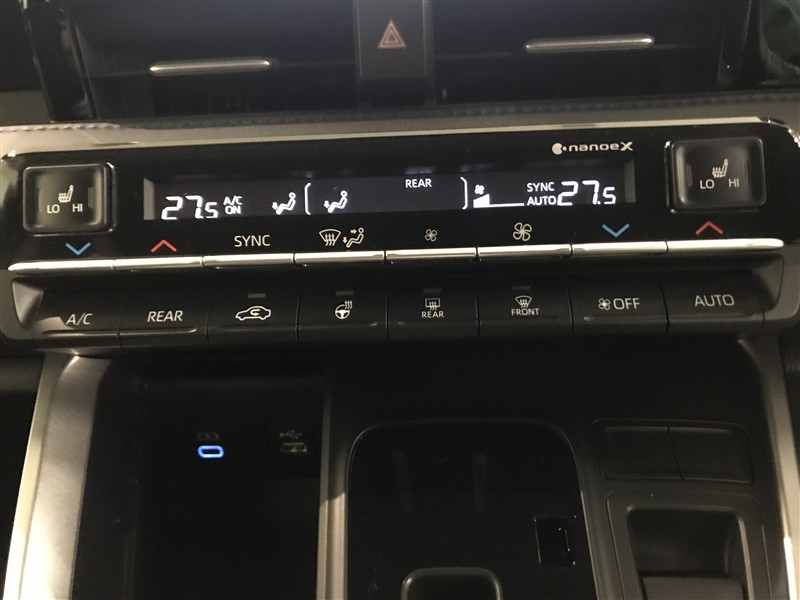 nanoeX
LO HI
27.5 A/C ON
REAR
SYNC AUTO 27.5
LO HI
SYNC
A/C REAR
REAR
FRONT
OFF
AUTO